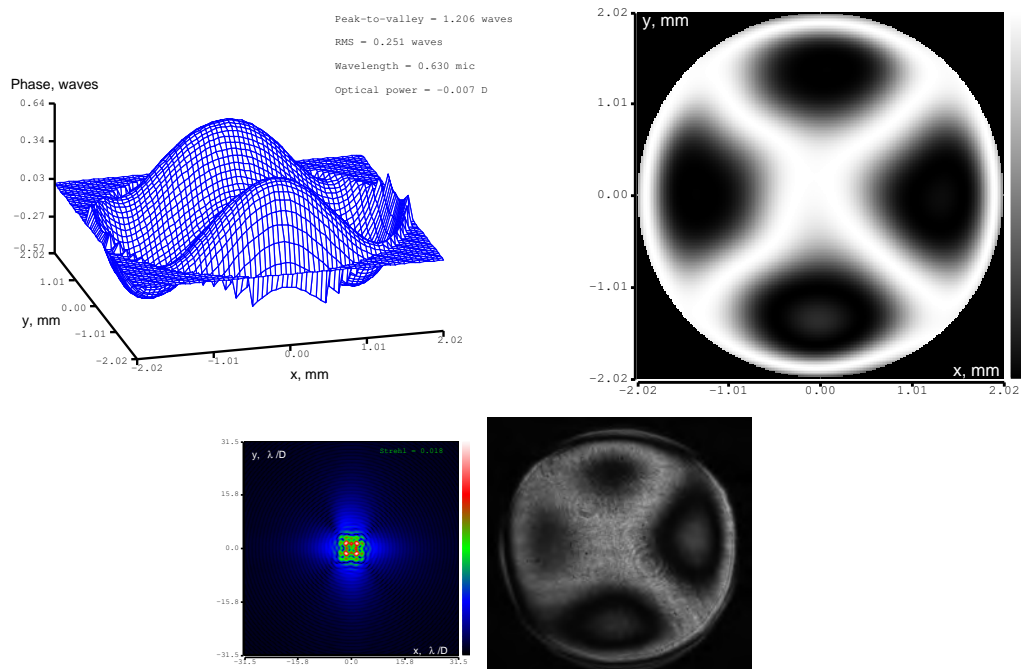 Peak-to-valley = 1.206 waves
RMS = 0.251 waves
Wavelength = 0.630 mic
Optical power = -0.007 D
Phase, waves
0.64
0.34
0.03
-0.27
-0.57
2.02
1.01
0.00
-1.01
-2.02
y, mm
-2.02
-1.01
0.00
1.01
2.02
x, mm
2.02
y, mm
1.01
0.00
-1.01
-2.02
x, mm
-2.02
-1.01
0.00
1.01
2.02
31.5
y, λ/D
Strehl = 0.018
15.8
0.0
-15.8
-31.5
x, λ/D
-31.5
-15.8
0.0
15.8
31.5